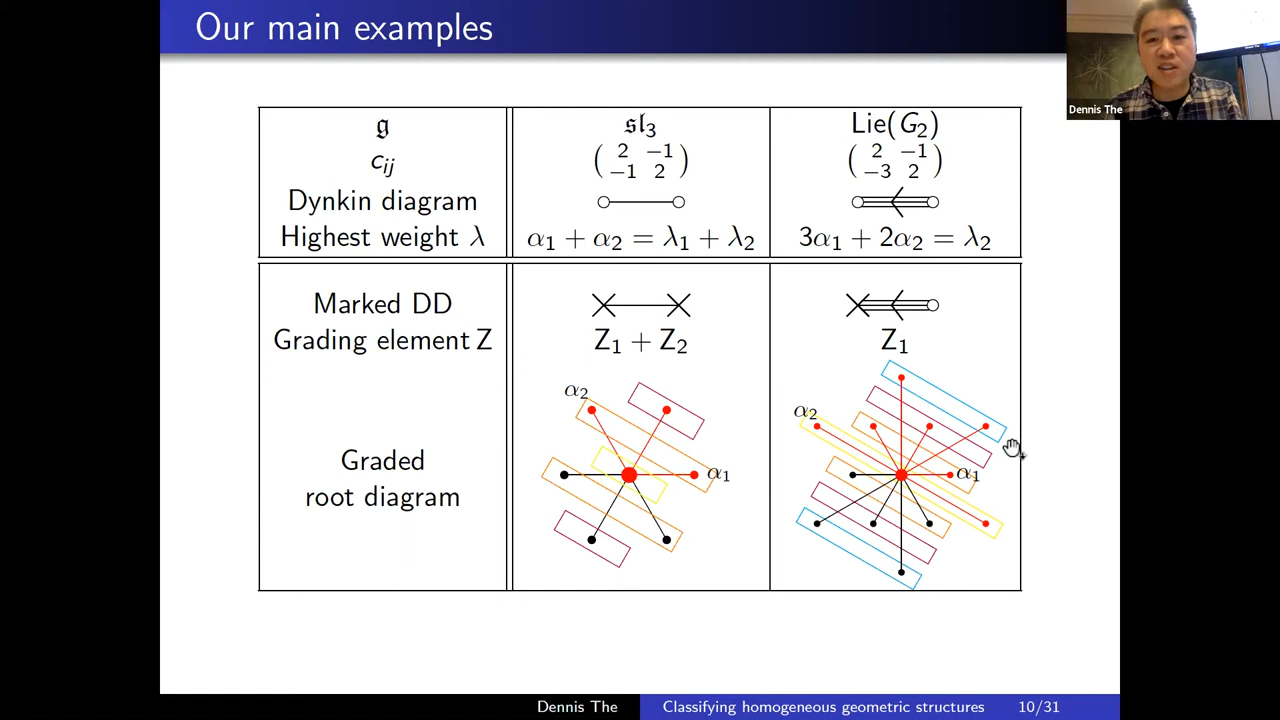 Our main examples
Dennis The
𝔤 𝔰𝔩₃ Lie(G₂)
cᵢⱼ ( 2 −1 −1 2 ) ( 2 −1 −3 2 )
Dynkin diagram
Highest weight λ α₁ + α₂ = λ₁ + λ₂ 3α₁ + 2α₂ = λ₂
Marked DD
Grading element Z Z₁ + Z₂ Z₁
Graded
root diagram
α₂
α₁
α₂
α₁
Dennis The Classifying homogeneous geometric structures 10/31